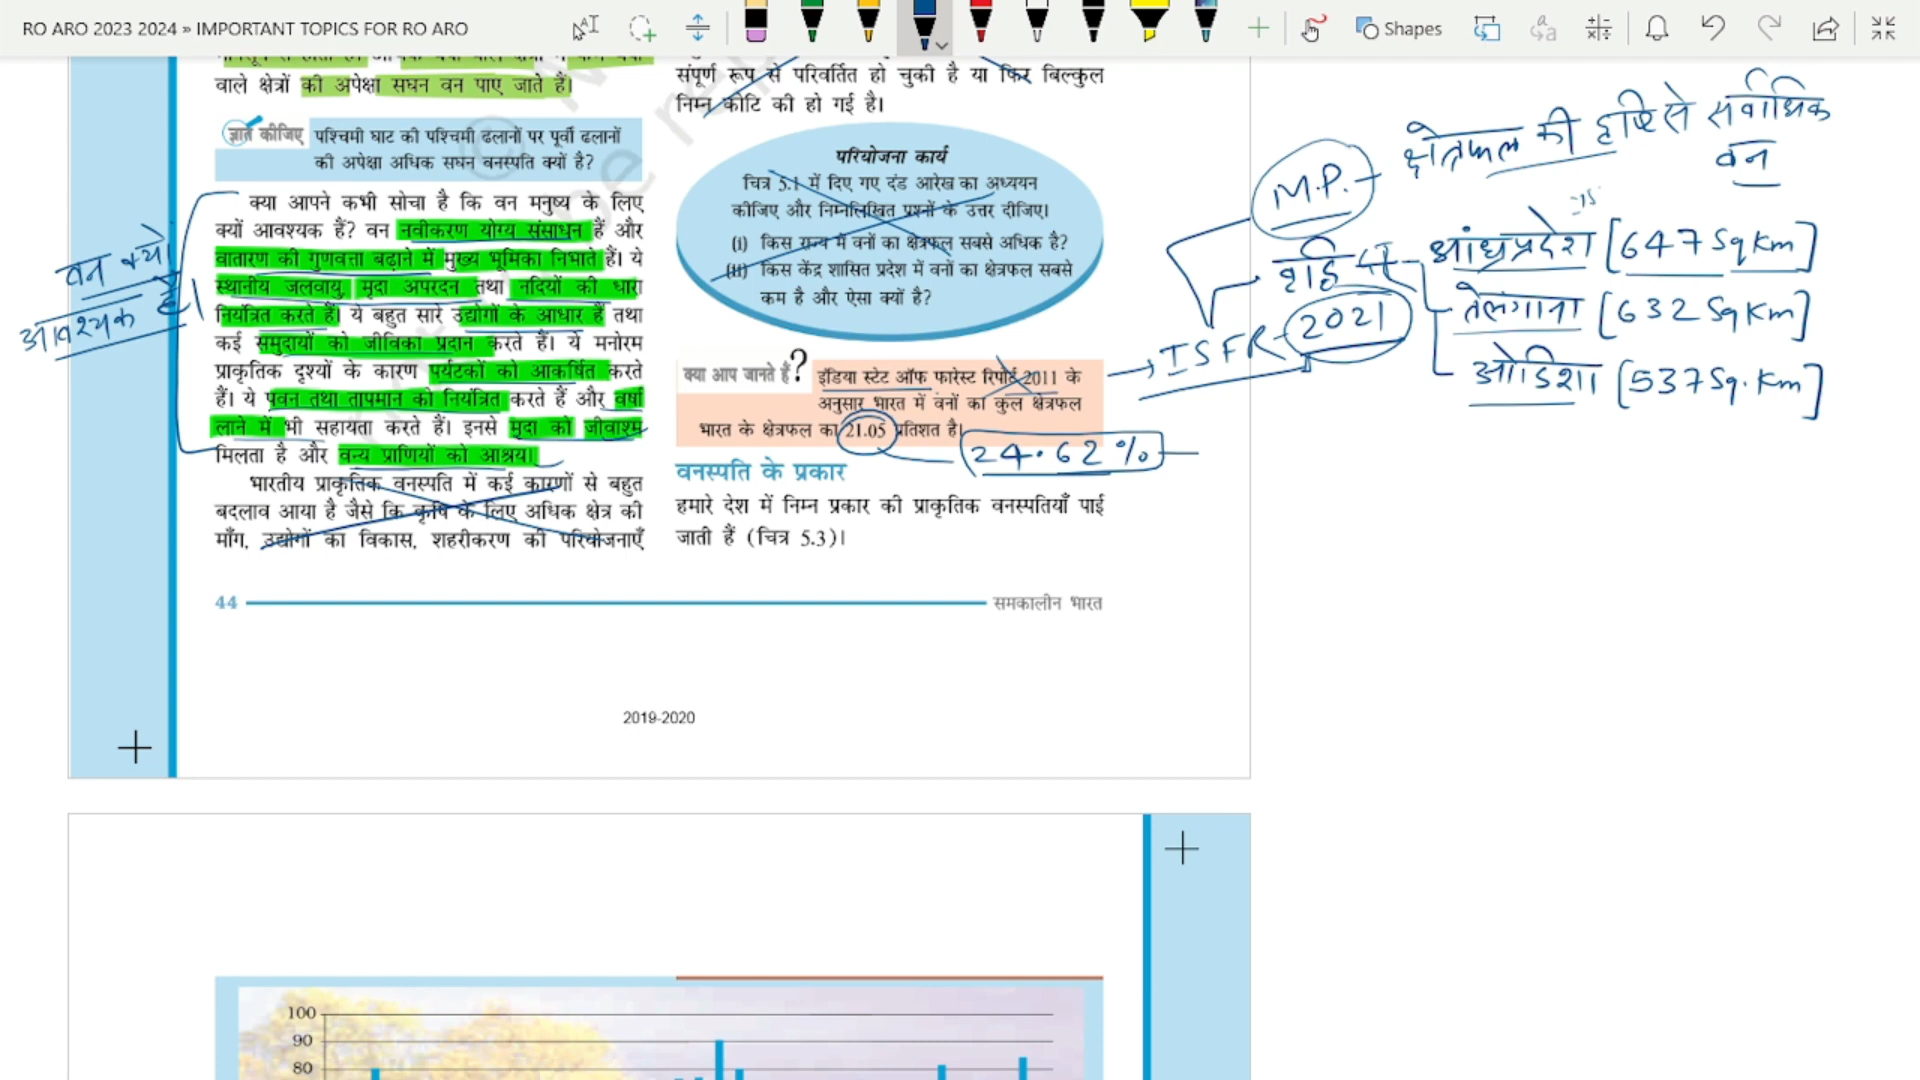 RO ARO 2023 2024 » IMPORTANT TOPICS FOR RO ARO
Shapes
वाले क्षेत्रों की अपेक्षा सघन वन पाए जाते हैं।
ज्ञात कीजिए पश्चिमी घाट की पश्चिमी ढलानों पर पूर्वी ढलानों
की अपेक्षा अधिक सघन वनस्पति क्यों है?
क्या आपने कभी सोचा है कि वन मनुष्य के लिए
क्यों आवश्यक हैं? वन नवीकरण योग्य संसाधन हैं और
वातारण की गुणवत्ता बढ़ाने में मुख्य भूमिका निभाते हैं। ये
स्थानीय जलवायु, मृदा अपरदन तथा नदियों की धारा
नियंत्रित करते हैं। ये बहुत सारे उद्योगों के आधार हैं तथा
कई समुदायों को जीविका प्रदान करते हैं। ये मनोरम
प्राकृतिक दृश्यों के कारण पर्यटकों को आकर्षित करते
हैं। ये पवन तथा तापमान को नियंत्रित करते हैं और वर्षा
लाने में भी सहायता करते हैं। इनसे मृदा को जीवाश्म
मिलता है और वन्य प्राणियों को आश्रय।
भारतीय प्राकृतिक वनस्पति में कई कारणों से बहुत
बदलाव आया है जैसे कि कृषि के लिए अधिक क्षेत्र की
माँग, उद्योगों का विकास, शहरीकरण की परियोजनाएँ
वन क्यो
आवश्यक है।
संपूर्ण रूप से परिवर्तित हो चुकी है या फिर बिल्कुल
निम्न कोटि की हो गई है।
परियोजना कार्य
चित्र 5.1 में दिए गए दंड आरेख का अध्ययन
कीजिए और निम्नलिखित प्रश्नों के उत्तर दीजिए।
(i) किस राज्य में वनों का क्षेत्रफल सबसे अधिक है?
(ii) किस केंद्र शासित प्रदेश में वनों का क्षेत्रफल सबसे
कम है और ऐसा क्यों है?
क्या आप जानते हैं? इंडिया स्टेट ऑफ फारेस्ट रिपोर्ट 2011 के
अनुसार भारत में वनों का कुल क्षेत्रफल
भारत के क्षेत्रफल का 21.05 प्रतिशत है।
24.62%
वनस्पति के प्रकार
हमारे देश में निम्न प्रकार की प्राकृतिक वनस्पतियाँ पाई
जाती हैं (चित्र 5.3)।
M.P. - क्षेत्रफल की दृष्टि से सर्वाधिक
वन
आंध्रप्रदेश [647 Sq Km]
तेलंगाना [632 Sq Km]
ओडिशा [537 Sq. Km]
ISFR - 2021
44
समकालीन भारत
2019-2020
100
90
80